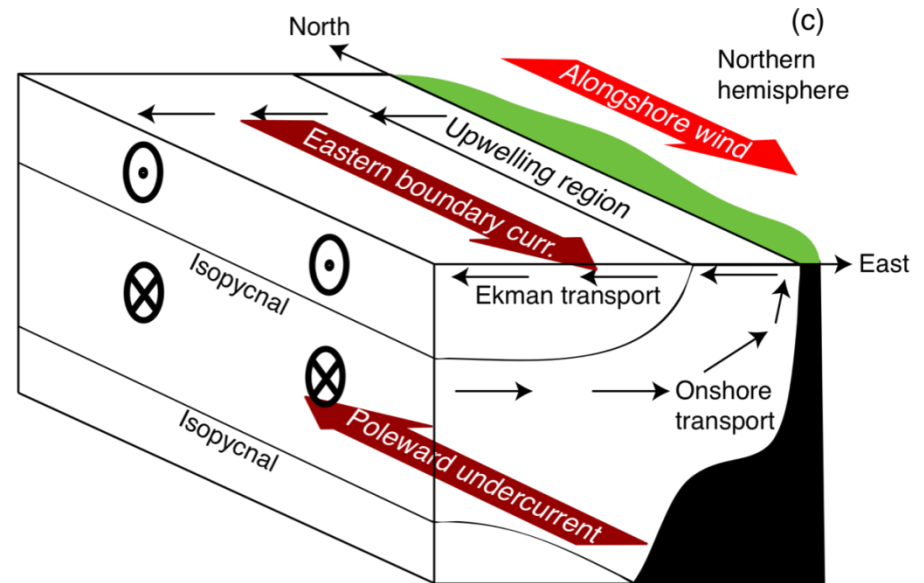 (c)
North
Northern
hemisphere
Alongshore wind
Upwelling region
Eastern boundary curr.
East
Ekman transport
Isopycnal
Onshore
transport
Poleward undercurrent
Isopycnal